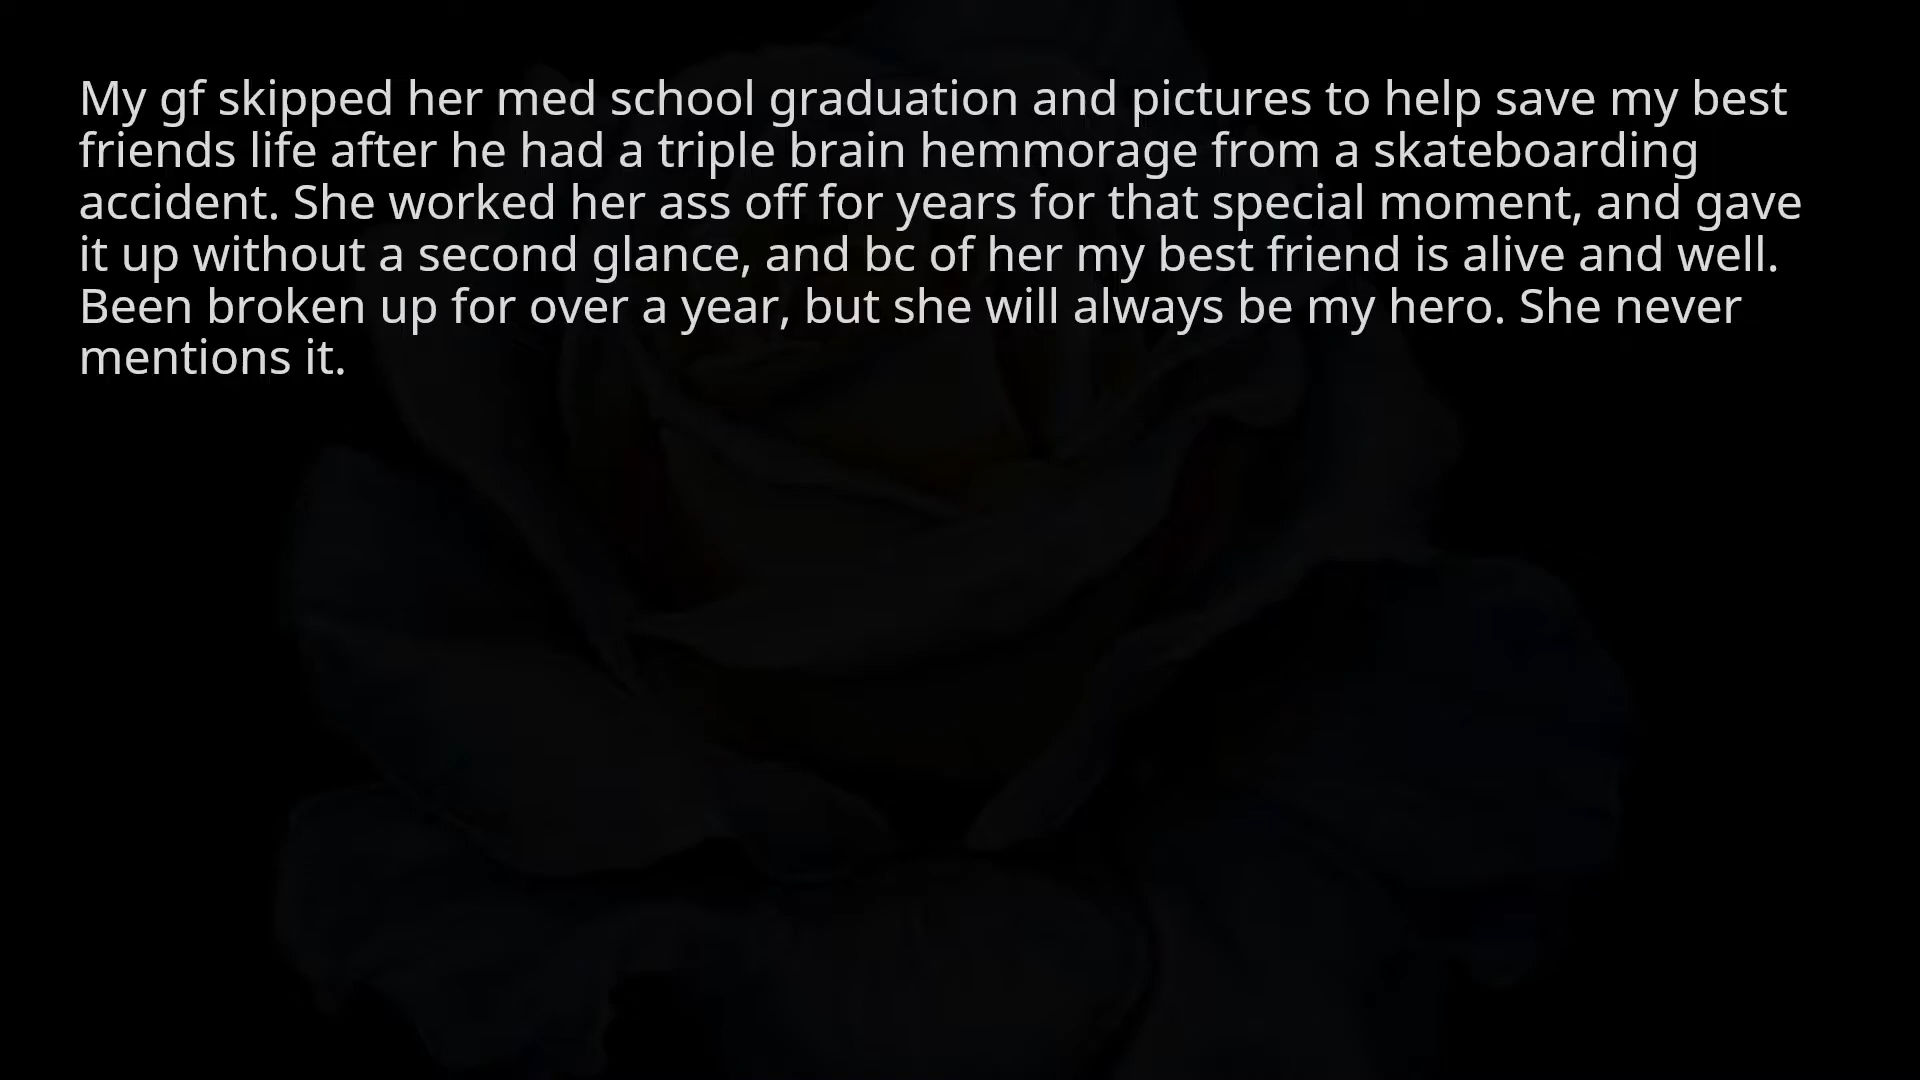 My gf skipped her med school graduation and pictures to help save my best
friends life after he had a triple brain hemmorage from a skateboarding
accident. She worked her ass off for years for that special moment, and gave
it up without a second glance, and bc of her my best friend is alive and well.
Been broken up for over a year, but she will always be my hero. She never
mentions it.